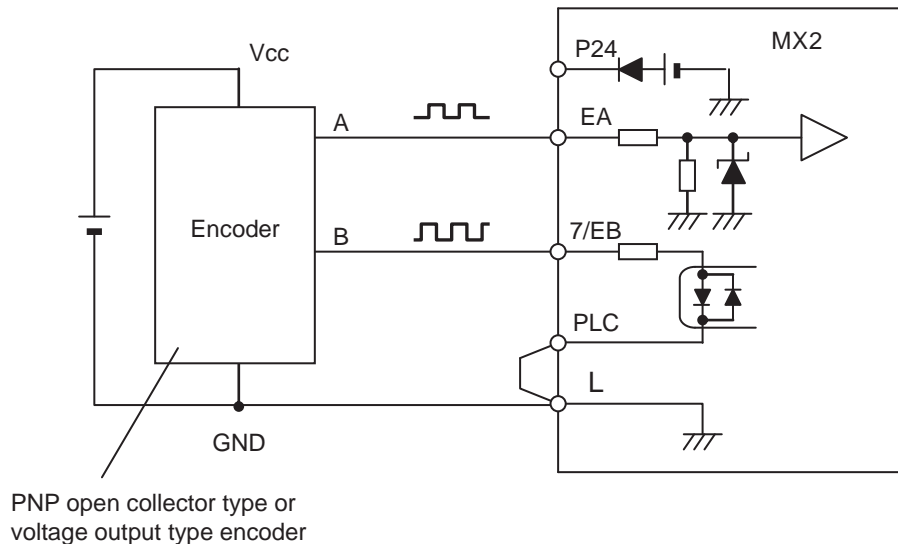 MX2
Vcc
P24
A
EA
Encoder
B
7/EB
PLC
L
GND
PNP open collector type or
voltage output type encoder